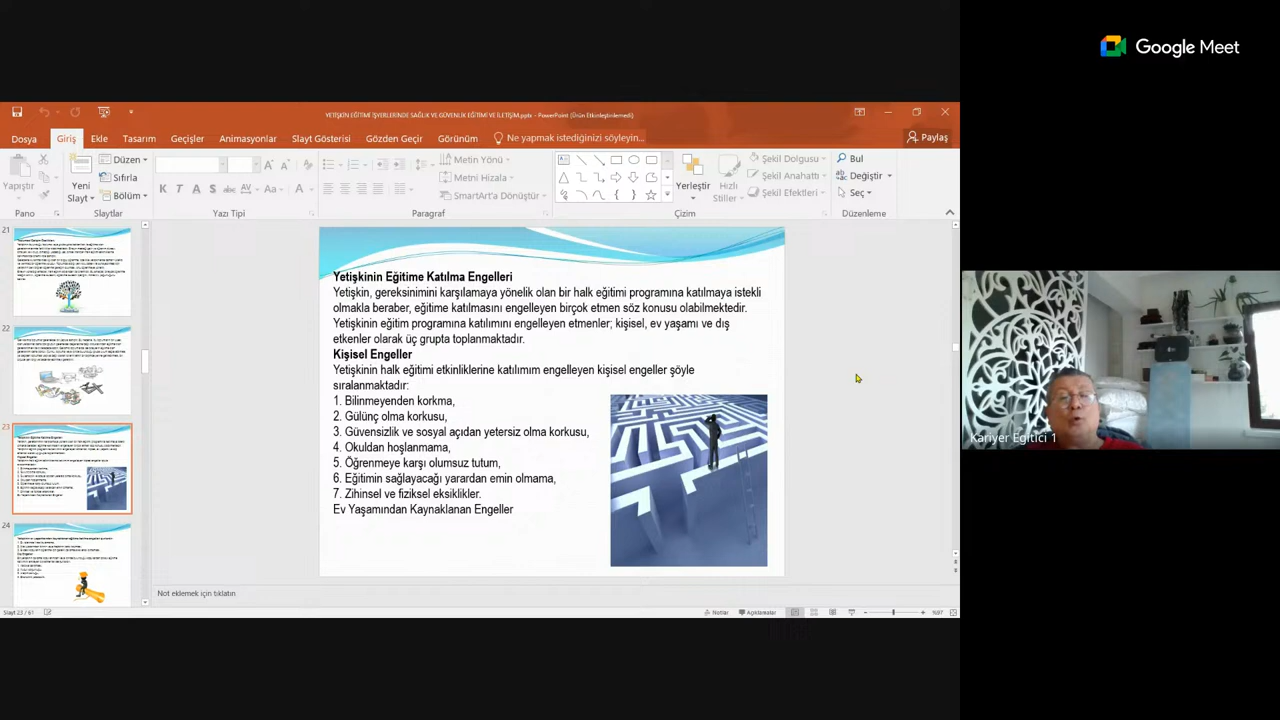 Google Meet
YETİŞKİN EĞİTİMİ İŞYERLERİNDE SAĞLIK VE GÜVENLİK EĞİTİMİ VE İLETİŞİM.pptx - PowerPoint (Ürün Etkinleştirilmedi)
Dosya Giriş Ekle Tasarım Geçişler Animasyonlar Slayt Gösterisi Gözden Geçir Görünüm Ne yapmak istediğinizi söyleyin... Paylaş
Yapıştır
Yeni Slayt
Düzen
Sıfırla
Bölüm
Metin Yönü
Metni Hizala
SmartArt'a Dönüştür
Yerleştir
Hızlı Stiller
Şekil Dolgusu
Şekil Anahattı
Şekil Efektleri
Bul
Değiştir
Seç
Pano Slaytlar Yazı Tipi Paragraf Çizim Düzenleme
21
22
23
24
Yetişkinin Eğitime Katılma Engelleri
Yetişkin, gereksinimini karşılamaya yönelik olan bir halk eğitimi programına katılmaya istekli
olmakla beraber, eğitime katılmasını engelleyen birçok etmen söz konusu olabilmektedir.
Yetişkinin eğitim programına katılımını engelleyen etmenler; kişisel, ev yaşamı ve dış
etkenler olarak üç grupta toplanmaktadır.
Kişisel Engeller
Yetişkinin halk eğitimi etkinliklerine katılımım engelleyen kişisel engeller şöyle
sıralanmaktadır:
1. Bilinmeyenden korkma,
2. Gülünç olma korkusu,
3. Güvensizlik ve sosyal açıdan yetersiz olma korkusu,
4. Okuldan hoşlanmama,
5. Öğrenmeye karşı olumsuz tutum,
6. Eğitimin sağlayacağı yarardan emin olmama,
7. Zihinsel ve fiziksel eksiklikler.
Ev Yaşamından Kaynaklanan Engeller
Kariyer Eğitici 1
Not eklemek için tıklatın
Slayt 23 / 61
Notlar Açıklamalar
%97